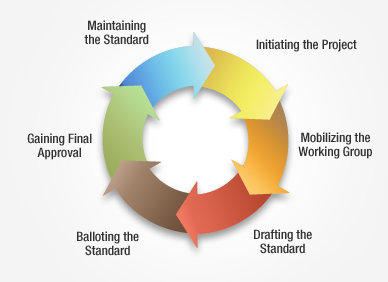 Maintaining
the Standard
Initiating the Project
Mobilizing the
Working Group
Drafting the
Standard
Balloting the
Standard
Gaining Final
Approval